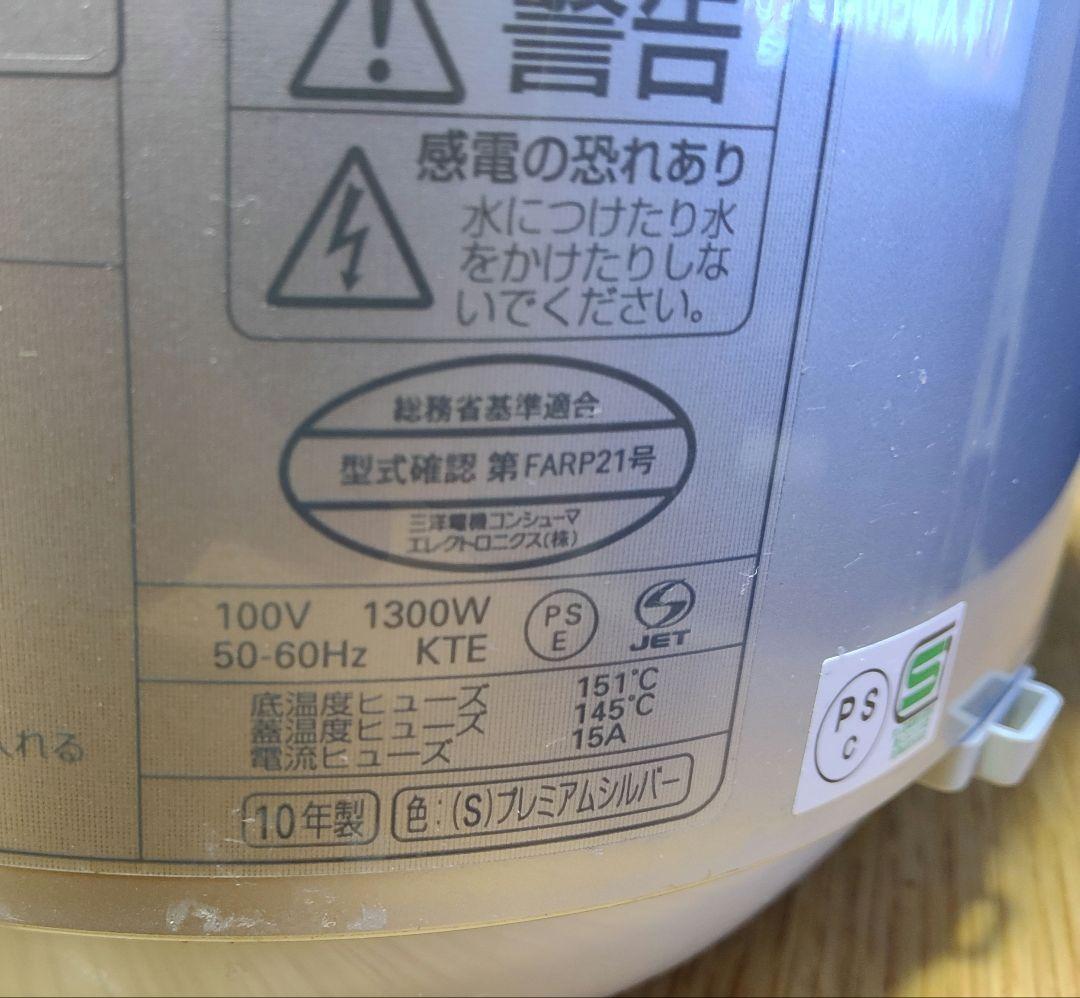 警告
感電の恐れあり
水につけたり水
をかけたりしな
いでください。
総務省基準適合
型式確認 第FARP21号
三洋電機コンシューマ
エレクトロニクス(株)
100V 1300W
50-60Hz KTE
PS
E
JET
底温度ヒューズ 151℃
蓋温度ヒューズ 145℃
電流ヒューズ 15A
入れる
10年製 色:(S)プレミアムシルバー
PS
C
S